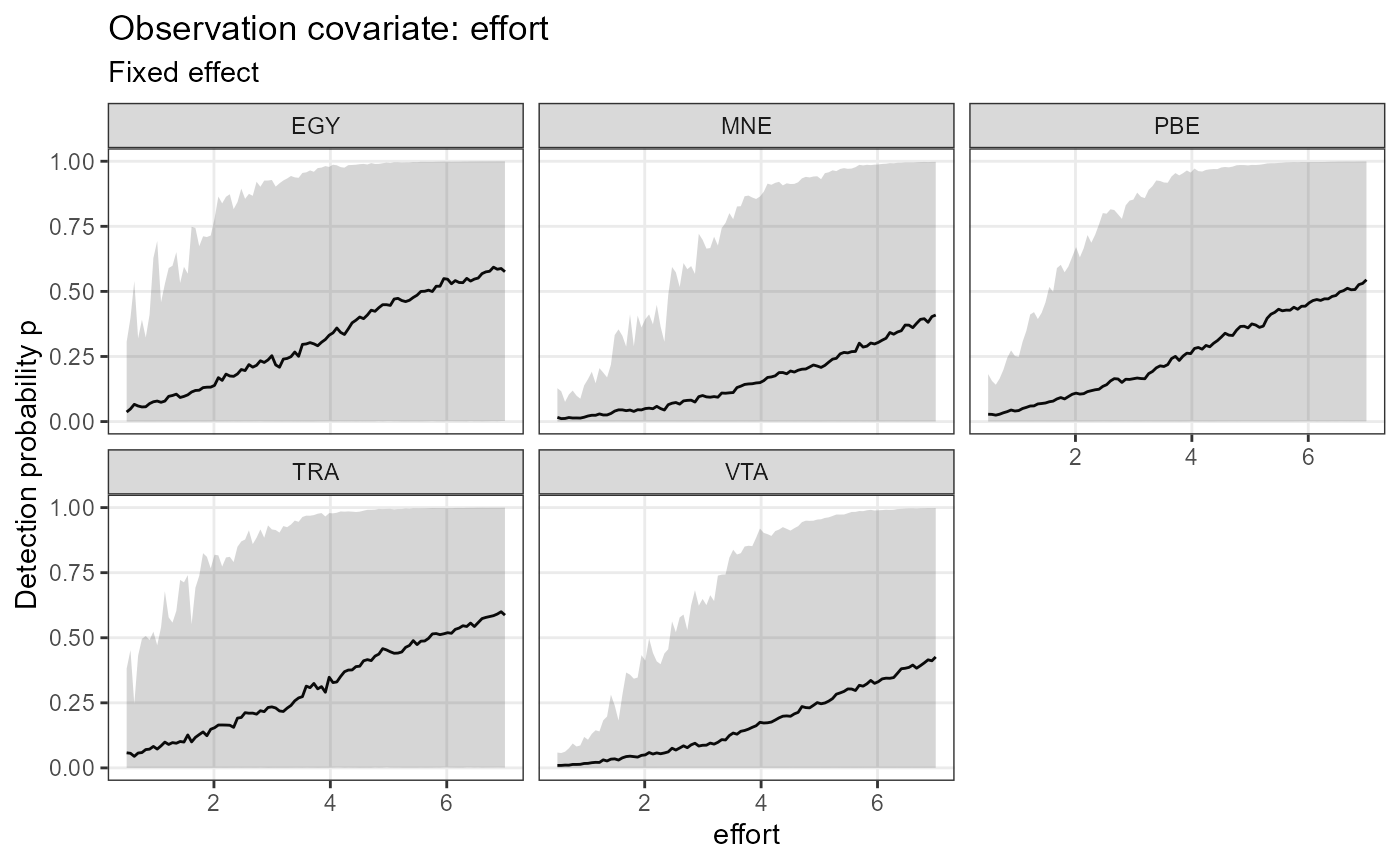 Observation covariate: effort
Fixed effect
EGY
MNE
PBE
1.00
0.75
0.50
0.25
0.00
2 4 6
TRA
VTA
1.00
0.75
0.50
0.25
0.00
2 4 6
2 4 6
Detection probability p
effort